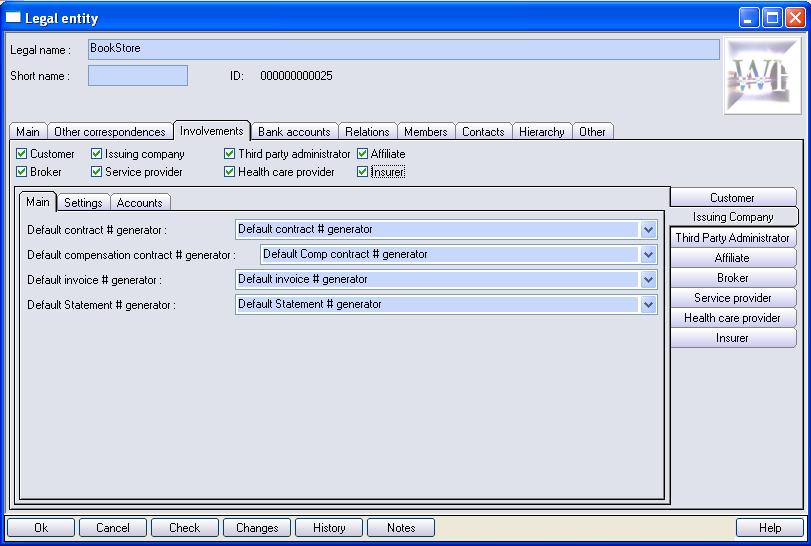 Legal entity
Legal name : BookStore
Short name : ID: 000000000025
Main Other correspondences Involvements Bank accounts Relations Members Contacts Hierarchy Other
Customer Issuing company Third party administrator Affiliate
Broker Service provider Health care provider Insurer
Main Settings Accounts
Default contract # generator : Default contract # generator
Default compensation contract # generator : Default Comp contract # generator
Default invoice # generator : Default invoice # generator
Default Statement # generator : Default Statement # generator
Customer
Issuing Company
Third Party Administrator
Affiliate
Broker
Service provider
Health care provider
Insurer
Ok Cancel Check Changes History Notes Help